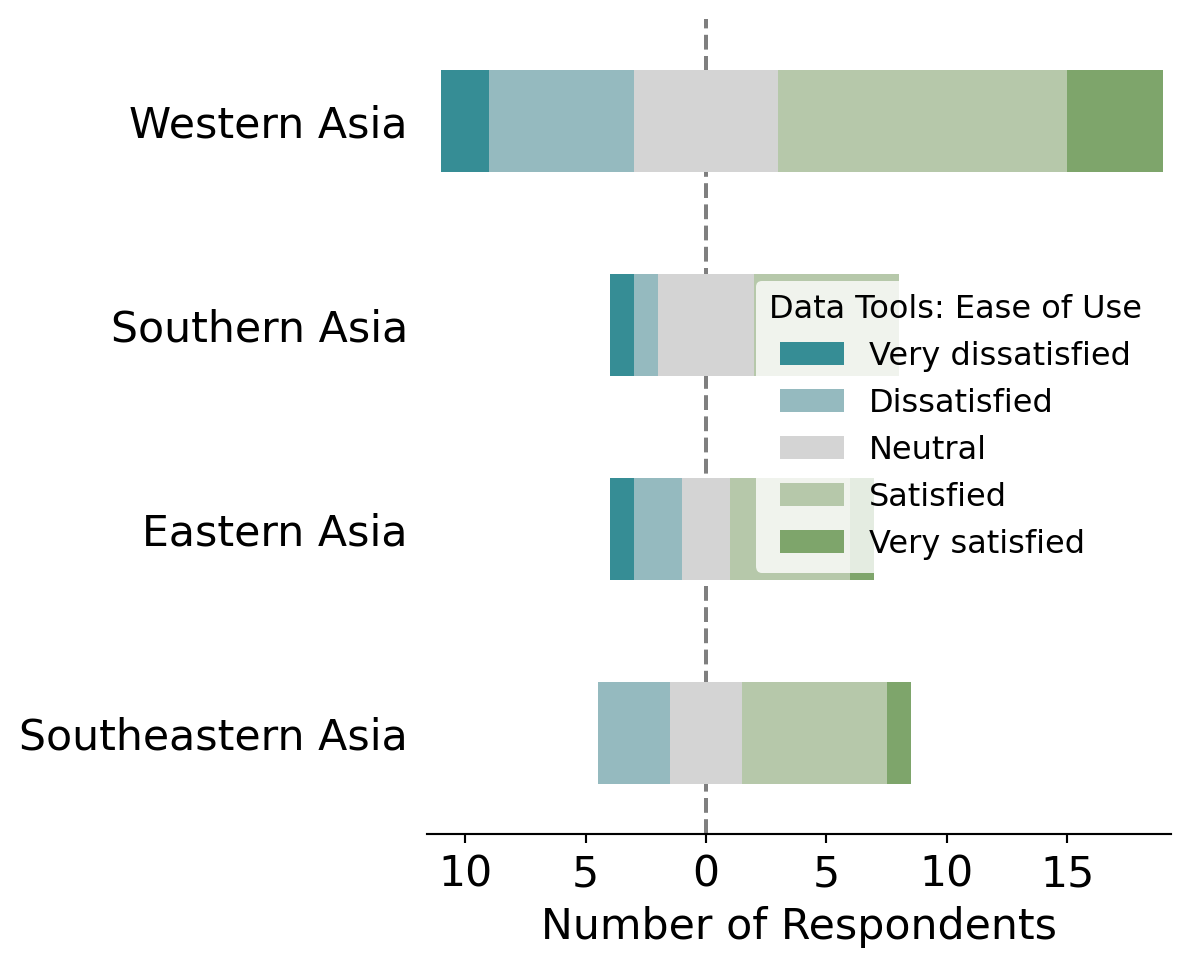 Western Asia
Southern Asia
Eastern Asia
Southeastern Asia
Data Tools: Ease of Use
Very dissatisfied
Dissatisfied
Neutral
Satisfied
Very satisfied
10 5 0 5 10 15
Number of Respondents